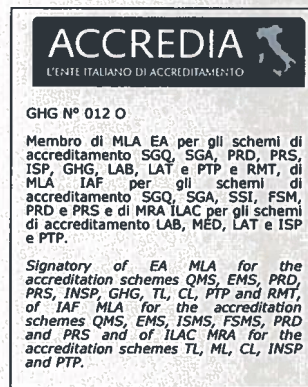 ACCREDIA
L'ENTE ITALIANO DI ACCREDITAMENTO
GHG N° 012 O
Membro di MLA EA per gli schemi di
accreditamento SGQ, SGA, PRD, PRS,
ISP, GHG, LAB, LAT e PTP e RMT, di
MLA IAF per gli schemi di
accreditamento SGQ, SGA, SSI, FSM,
PRD e PRS e di MRA ILAC per gli schemi
di accreditamento LAB, MED, LAT e ISP
e PTP.
Signatory of EA MLA for the
accreditation schemes QMS, EMS, PRD,
PRS, INSP, GHG, TL, CL, PTP and RMT,
of IAF MLA for the accreditation
schemes QMS, EMS, ISMS, FSMS, PRD
and PRS and of ILAC MRA for the
accreditation schemes TL, ML, CL, INSP
and PTP.